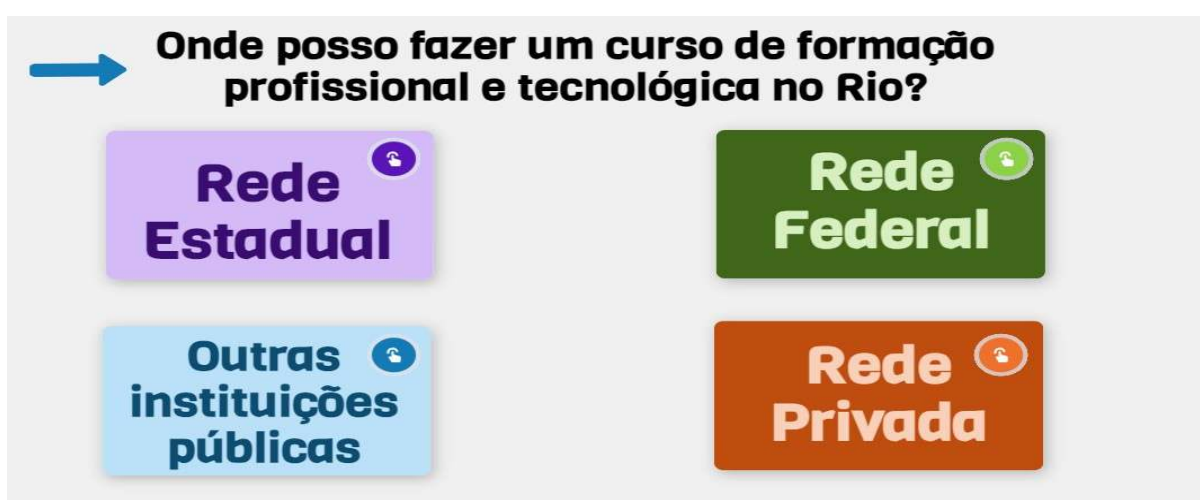 Onde posso fazer um curso de formação
profissional e tecnológica no Rio?
Rede
Estadual
Rede
Federal
Outras
instituições
públicas
Rede
Privada